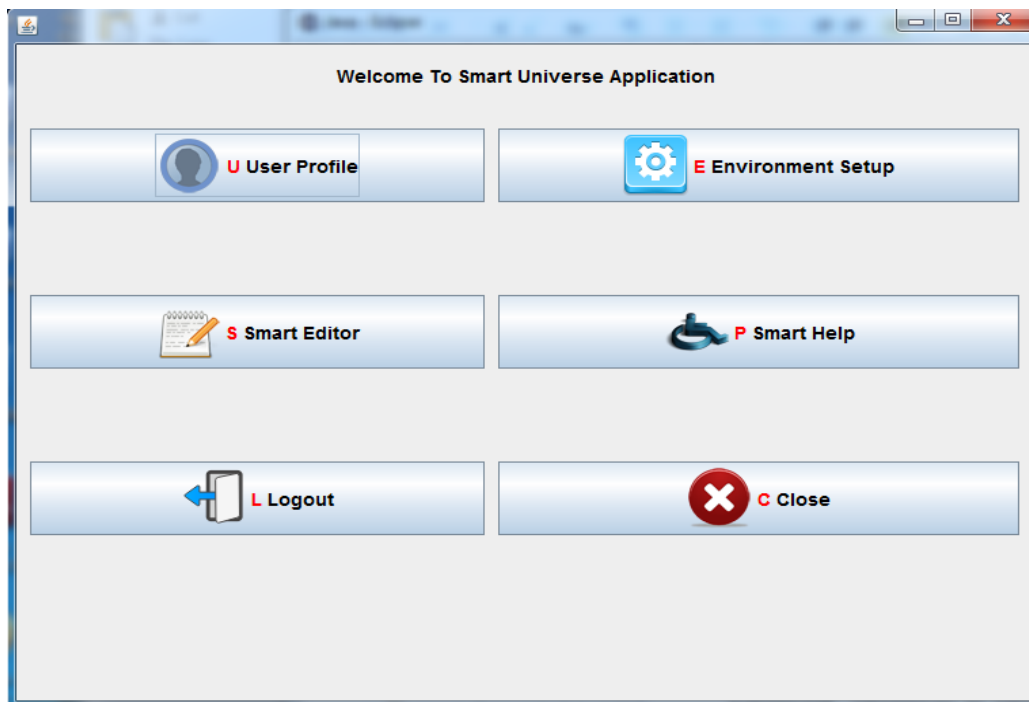 Welcome To Smart Universe Application
U User Profile
E Environment Setup
S Smart Editor
P Smart Help
L Logout
C Close